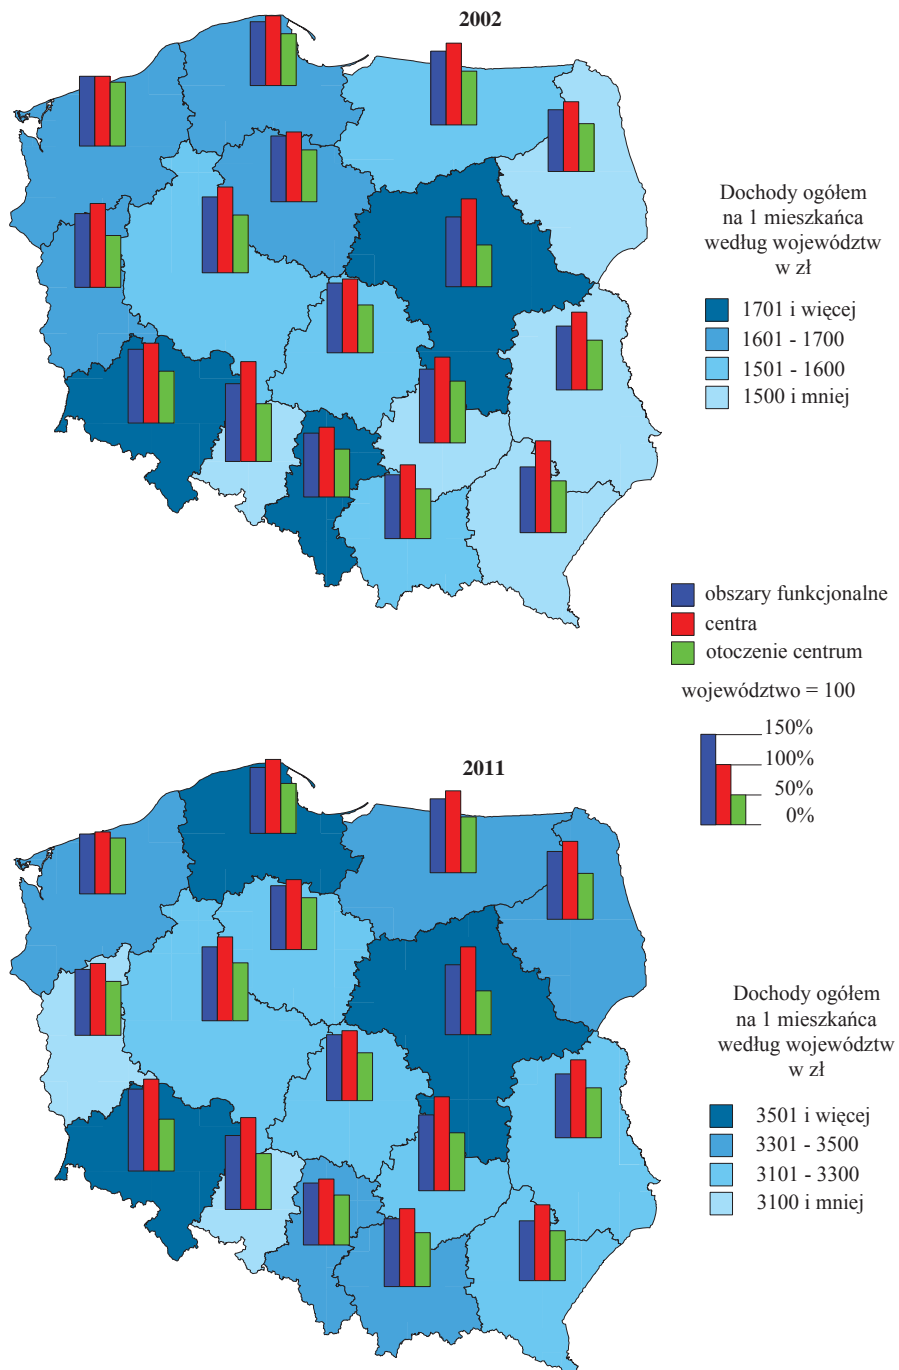 2002
Dochody ogółem
na 1 mieszkańca
według województw
w zł
1701 i więcej
1601 - 1700
1501 - 1600
1500 i mniej
obszary funkcjonalne
centra
otoczenie centrum
województwo = 100
150%
100%
50%
0%
2011
Dochody ogółem
na 1 mieszkańca
według województw
w zł
3501 i więcej
3301 - 3500
3101 - 3300
3100 i mniej